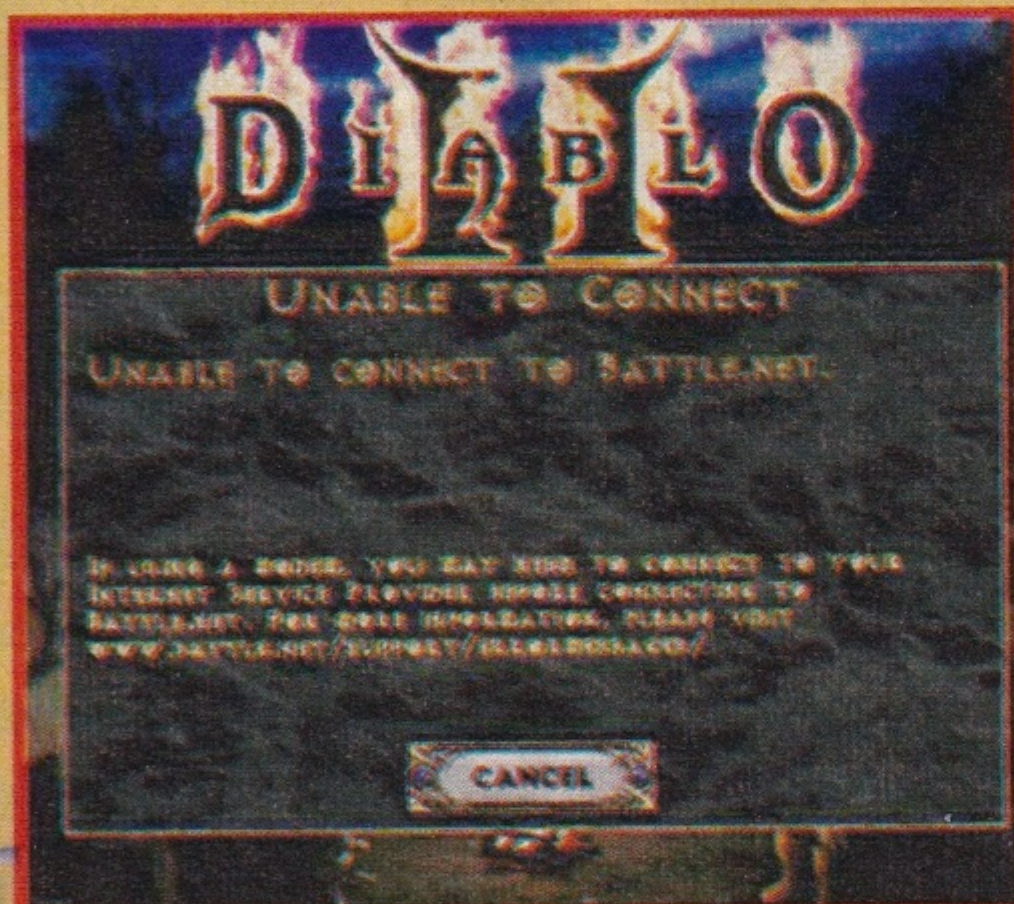 DIABLO
II
UNABLE TO CONNECT
UNABLE TO CONNECT TO BATTLE.NET.
IF USING A MODEM, YOU MAY NEED TO CONNECT TO YOUR
INTERNET SERVICE PROVIDER BEFORE CONNECTING TO
BATTLE.NET. FOR MORE INFORMATION, PLEASE VISIT
CANCEL